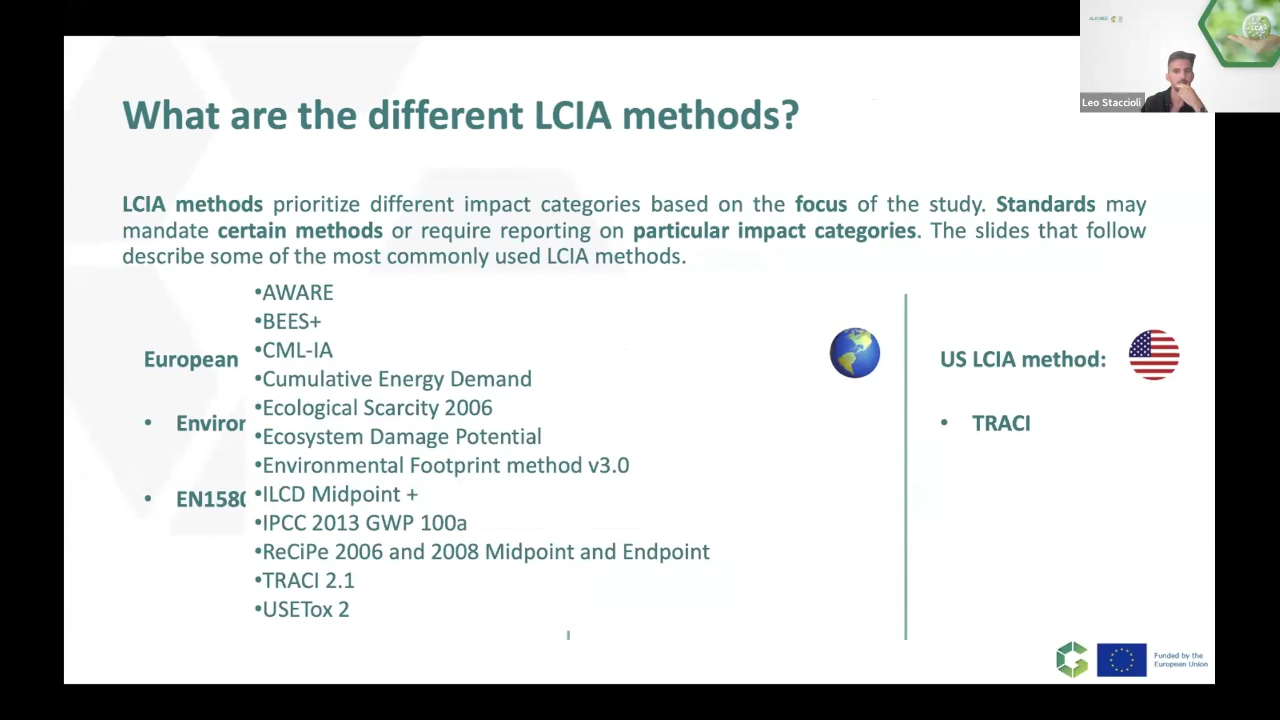 What are the different LCIA methods?
Leo Staccioli
LCA
LCIA methods prioritize different impact categories based on the focus of the study. Standards may
mandate certain methods or require reporting on particular impact categories. The slides that follow
describe some of the most commonly used LCIA methods.
European
• Environ
• EN1580
•AWARE
•BEES+
•CML-IA
•Cumulative Energy Demand
•Ecological Scarcity 2006
•Ecosystem Damage Potential
•Environmental Footprint method v3.0
•ILCD Midpoint +
•IPCC 2013 GWP 100a
•ReCiPe 2006 and 2008 Midpoint and Endpoint
•TRACI 2.1
•USETox 2
US LCIA method:
• TRACI
Funded by the
European Union